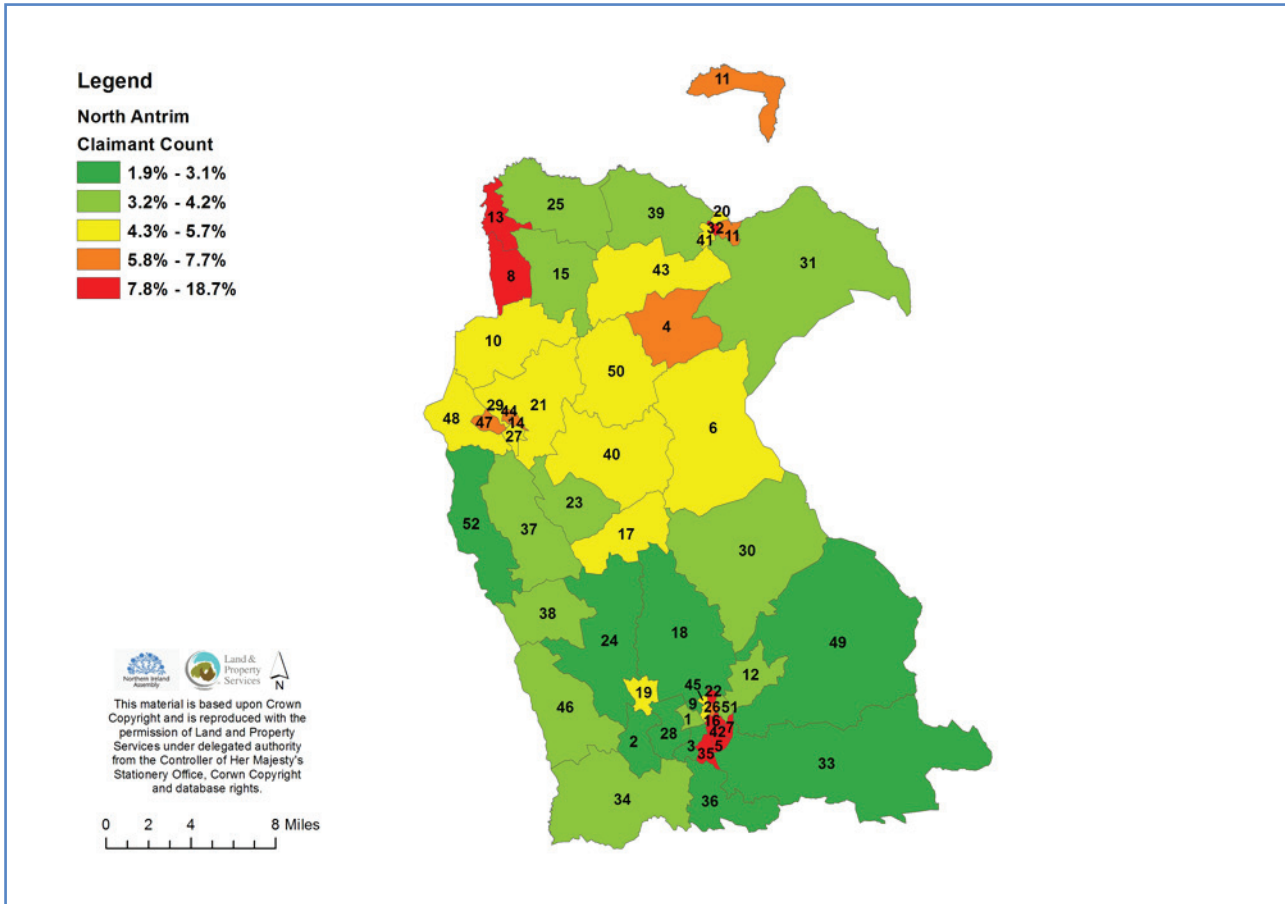 Legend
North Antrim
Claimant Count
1.9% - 3.1%
3.2% - 4.2%
4.3% - 5.7%
5.8% - 7.7%
7.8% - 18.7%
11
25
39
20
13
32
11
41
31
8
15
43
4
10
50
29
44
21
48
47
14
27
6
40
23
52
37
17
30
38
24
18
49
12
45
22
19
9
26
51
46
1
16
7
42
2
28
3
5
35
33
34
36
Northern Ireland
Assembly
Land &
Property
Services
N
This material is based upon Crown
Copyright and is reproduced with the
permission of Land and Property
Services under delegated authority
from the Controller of Her Majesty's
Stationery Office, Corwn Copyright
and database rights.
0 2 4 8 Miles